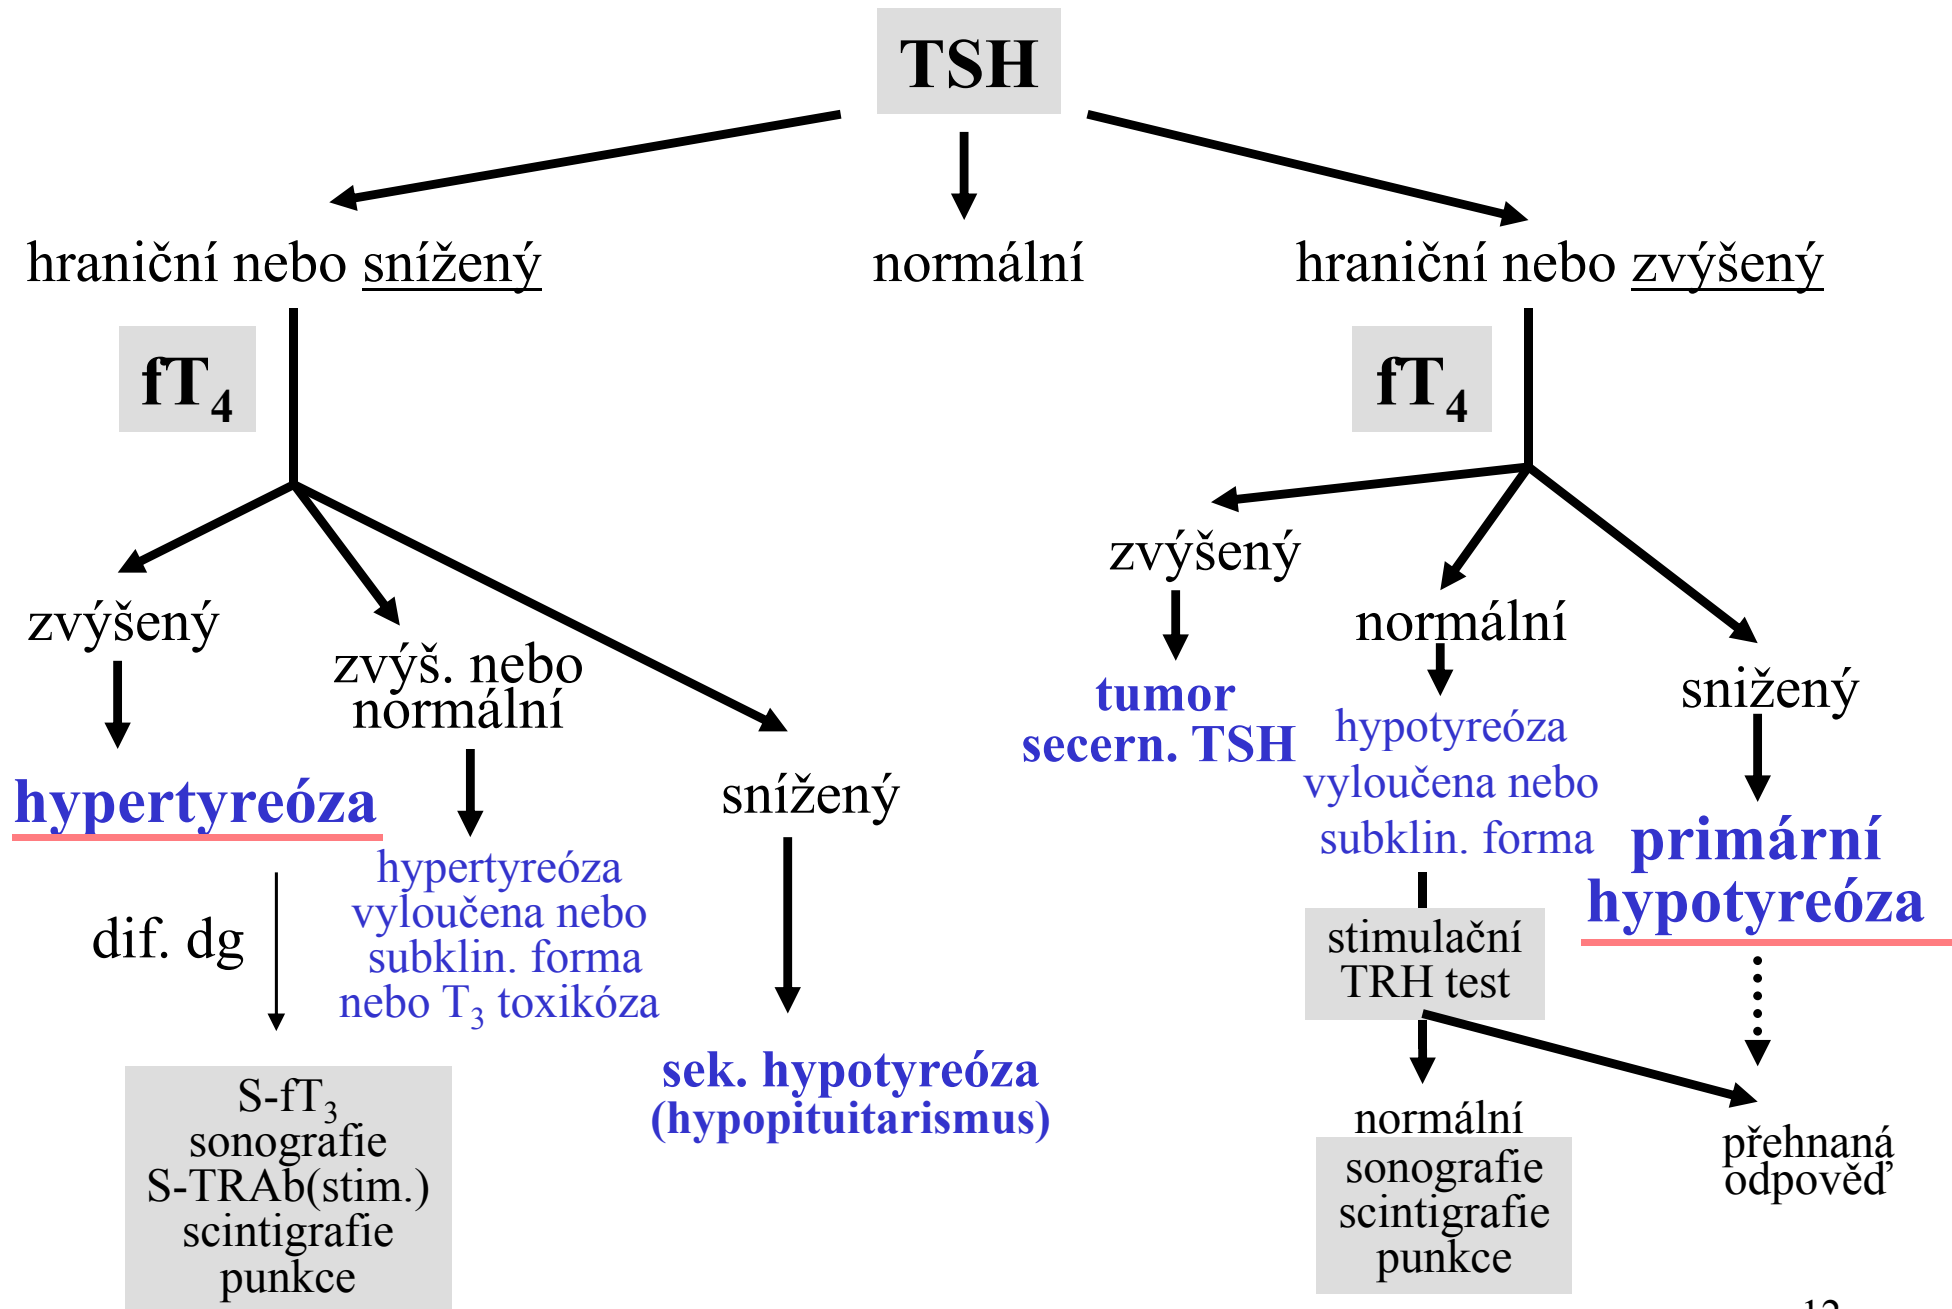 TSH
hraniční nebo snížený
normální
hraniční nebo zvýšený
fT4
fT4
zvýšený
zvýš. nebo
normální
snížený
hypertyreóza
hypertyreóza
vyloučena nebo
subklin. forma
nebo T3 toxikóza
sek. hypotyreóza
(hypopituitarismus)
dif. dg
S-fT3
sonografie
S-TRAb(stim.)
scintigrafie
punkce
zvýšený
normální
snižený
tumor
secern. TSH
hypotyreóza
vyloučena nebo
subklin. forma
primární
hypotyreóza
stimulační
TRH test
normální
sonografie
scintigrafie
punkce
přehnaná
odpověď